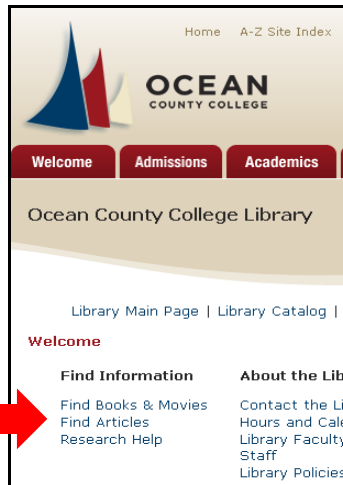 Home A-Z Site Index
OCEAN
COUNTY COLLEGE
Welcome Admissions Academics
Ocean County College Library
Library Main Page | Library Catalog |
Welcome
Find Information About the Lib
Find Books & Movies Contact the Li
Find Articles Hours and Cale
Research Help Library Faculty
Staff
Library Policies